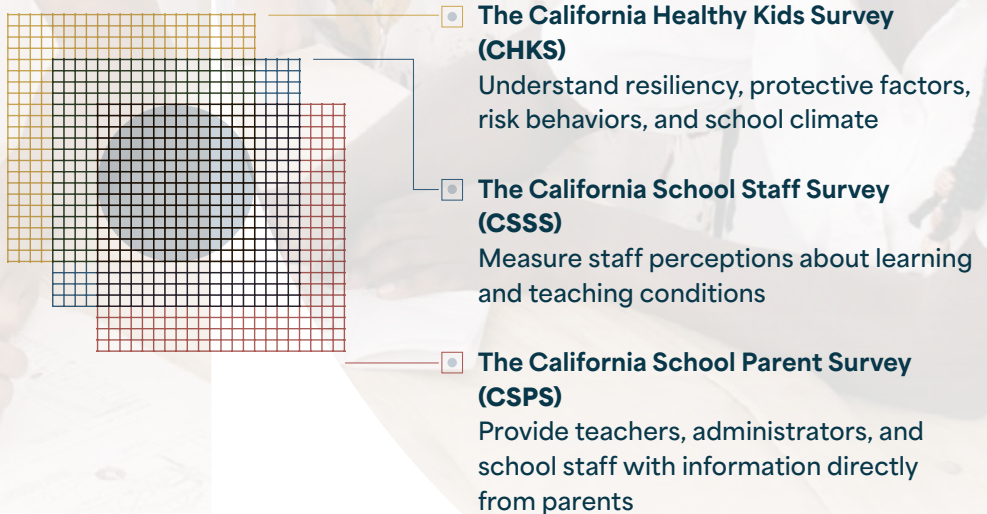 The California Healthy Kids Survey
(CHKS)
Understand resiliency, protective factors,
risk behaviors, and school climate
The California School Staff Survey
(CSSS)
Measure staff perceptions about learning
and teaching conditions
The California School Parent Survey
(CSPS)
Provide teachers, administrators, and
school staff with information directly
from parents